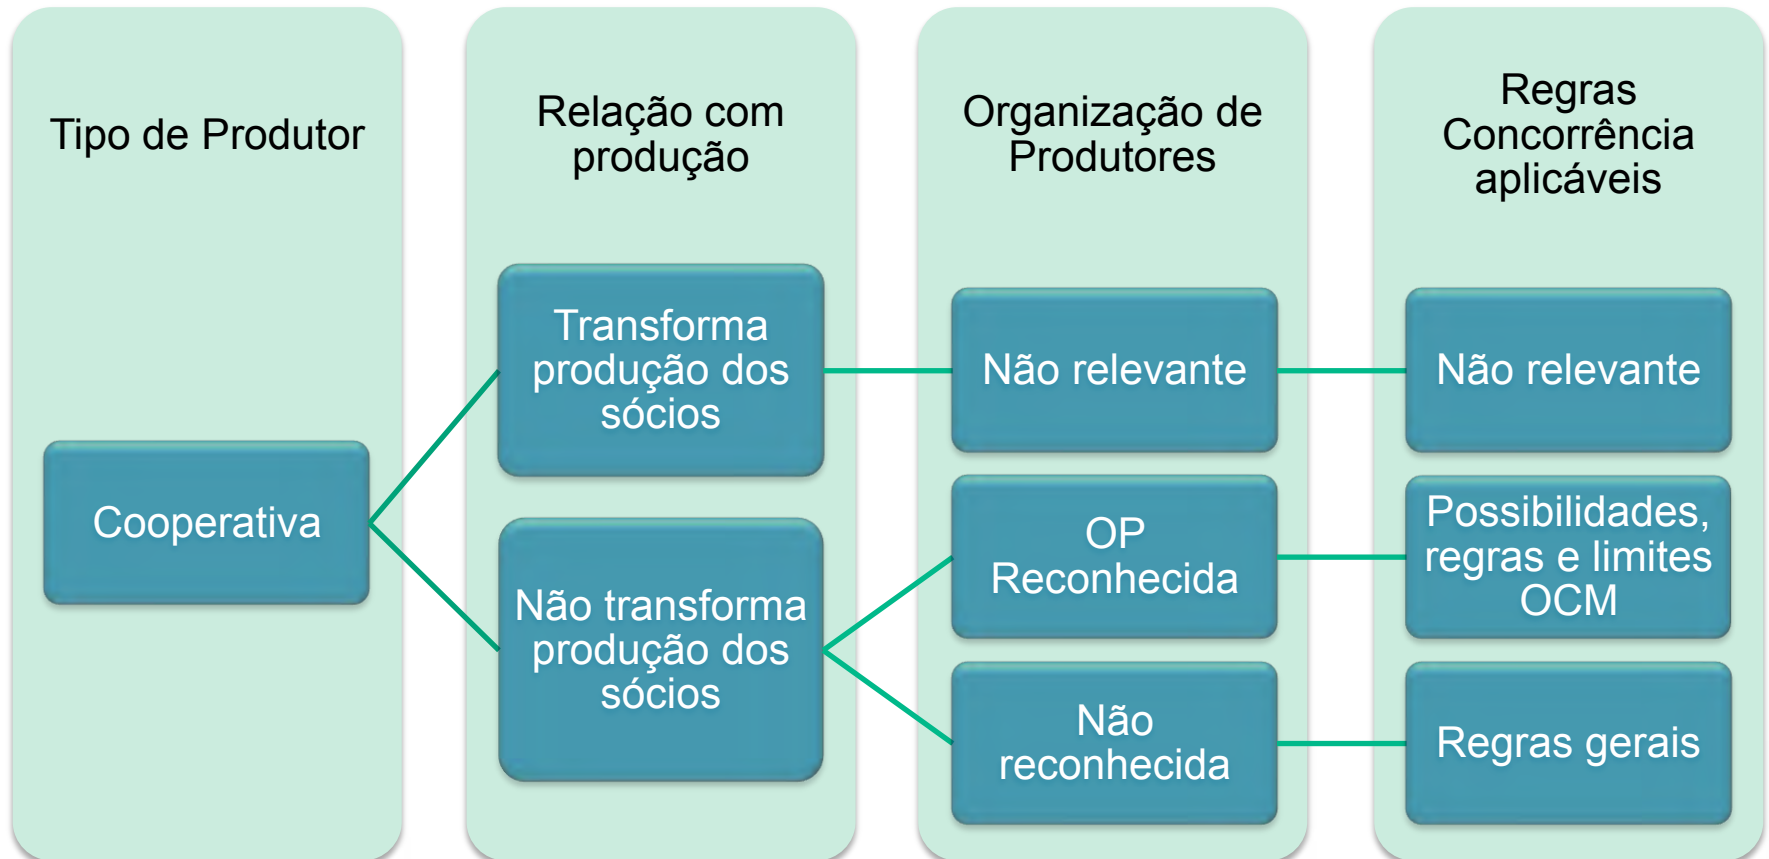 Tipo de Produtor
Relação com
produção
Organização de
Produtores
Regras
Concorrência
aplicáveis
Cooperativa
Transforma
produção dos
sócios
Não relevante
Não relevante
Não transforma
produção dos
sócios
OP
Reconhecida
Possibilidades,
regras e limites
OCM
Não
reconhecida
Regras gerais